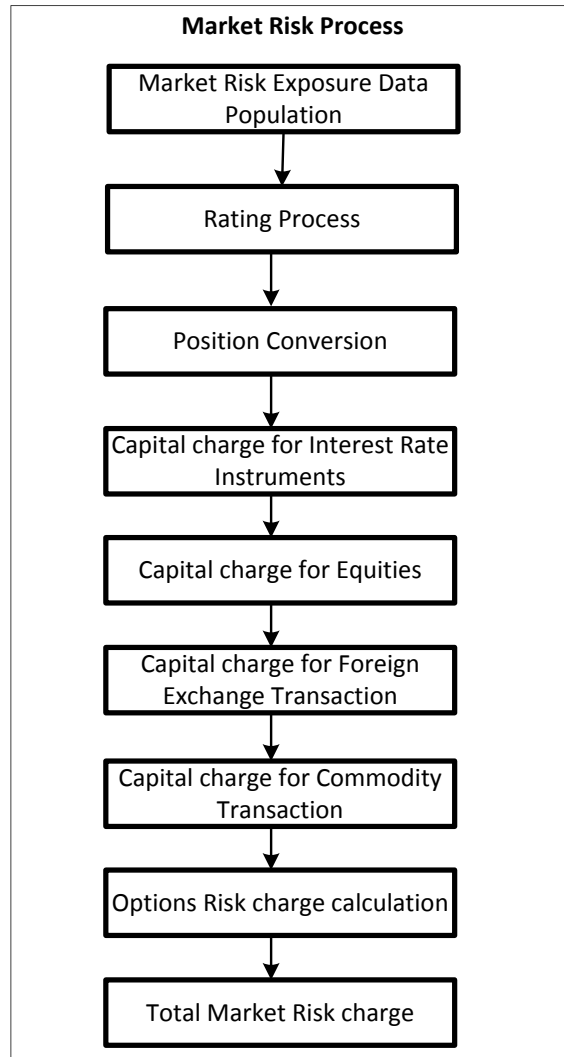 Market Risk Process
Market Risk Exposure Data
Population
Rating Process
Position Conversion
Capital charge for Interest Rate
Instruments
Capital charge for Equities
Capital charge for Foreign
Exchange Transaction
Capital charge for Commodity
Transaction
Options Risk charge calculation
Total Market Risk charge